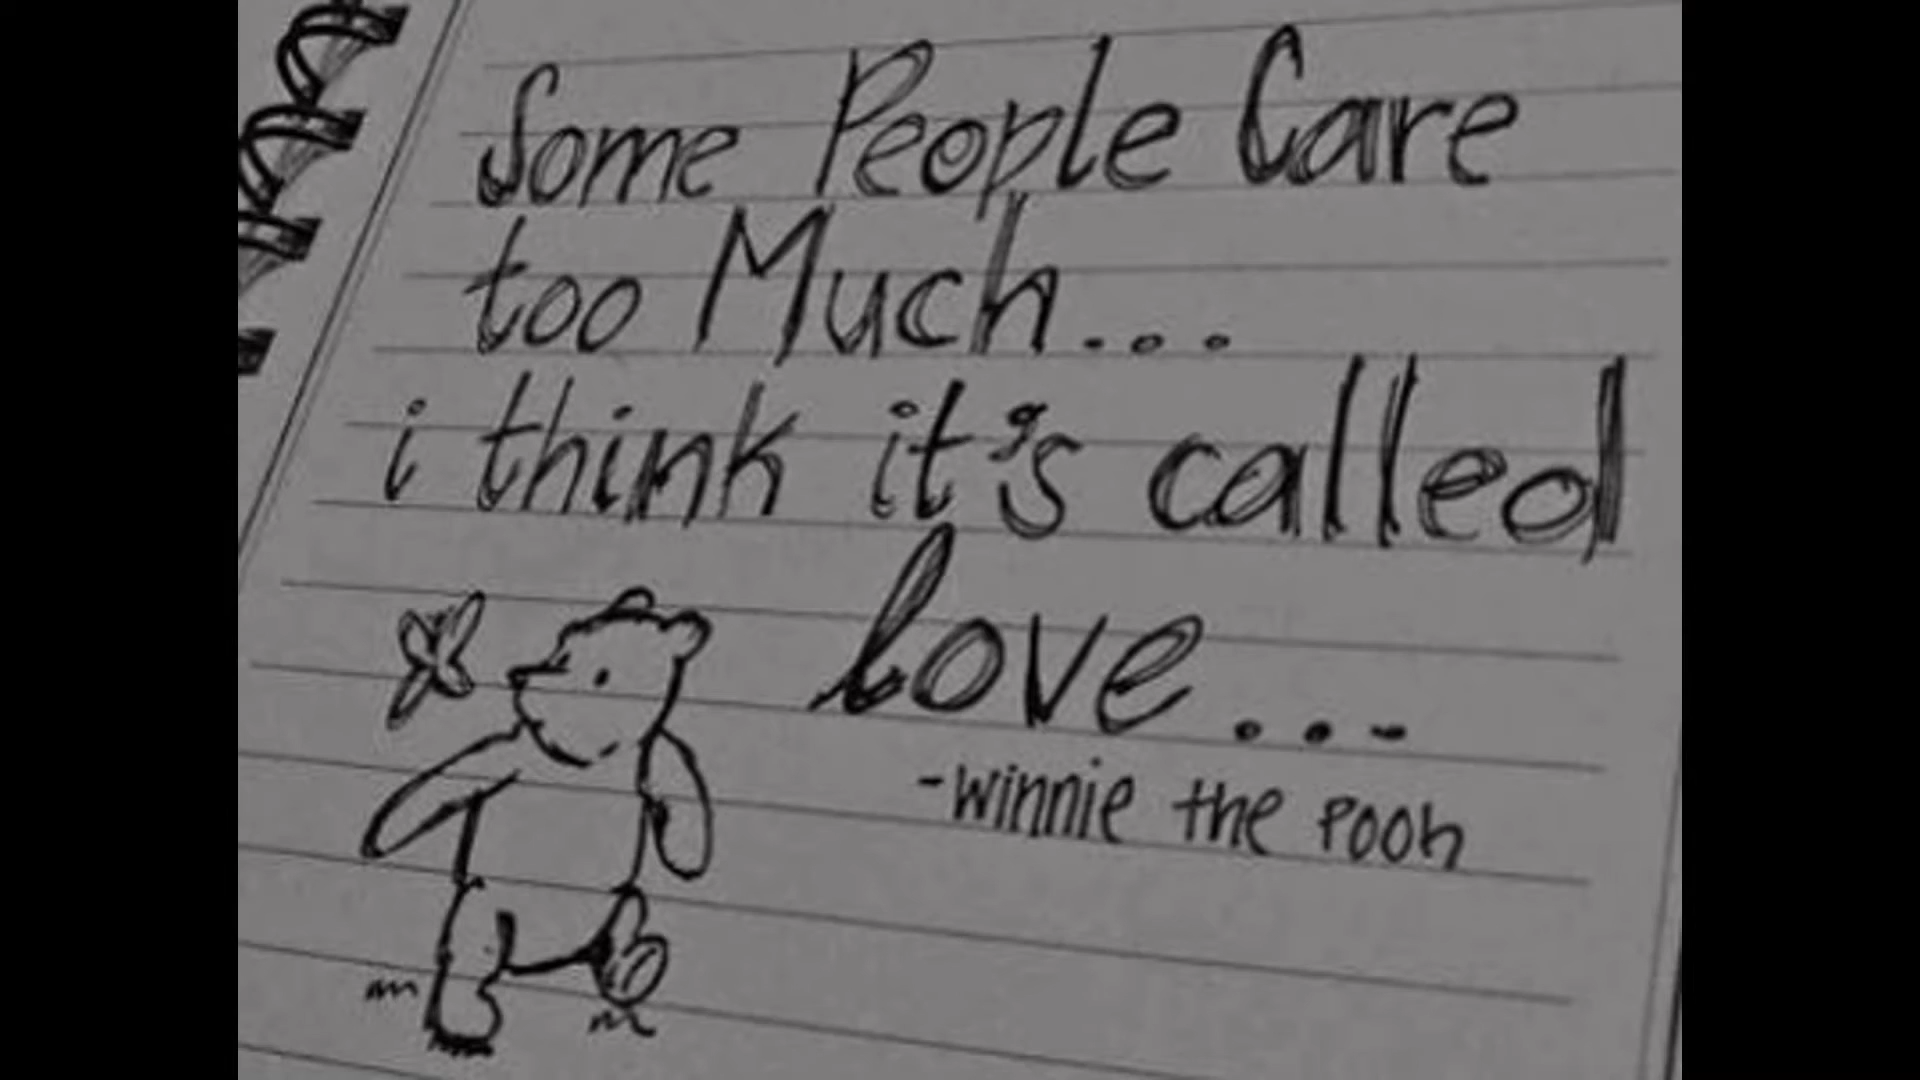 Some People Care
too Much...
i think it's called
love...
-winnie the Pooh